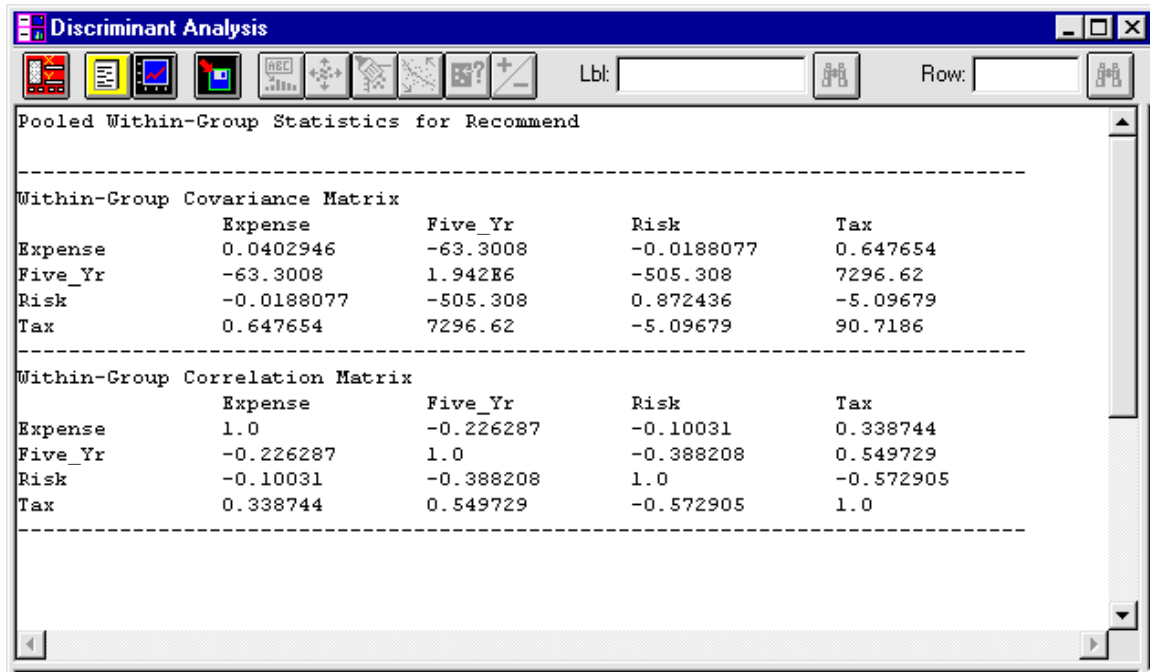 Discriminant Analysis
ABC ? + - Lbl: Row:
Pooled Within-Group Statistics for Recommend
--------------------------------------------------------------------------------
Within-Group Covariance Matrix
Expense Five_Yr Risk Tax
Expense 0.0402946 -63.3008 -0.0188077 0.647654
Five_Yr -63.3008 1.942E6 -505.308 7296.62
Risk -0.0188077 -505.308 0.872436 -5.09679
Tax 0.647654 7296.62 -5.09679 90.7186
--------------------------------------------------------------------------------
Within-Group Correlation Matrix
Expense Five_Yr Risk Tax
Expense 1.0 -0.226287 -0.10031 0.338744
Five_Yr -0.226287 1.0 -0.388208 0.549729
Risk -0.10031 -0.388208 1.0 -0.572905
Tax 0.338744 0.549729 -0.572905 1.0
--------------------------------------------------------------------------------